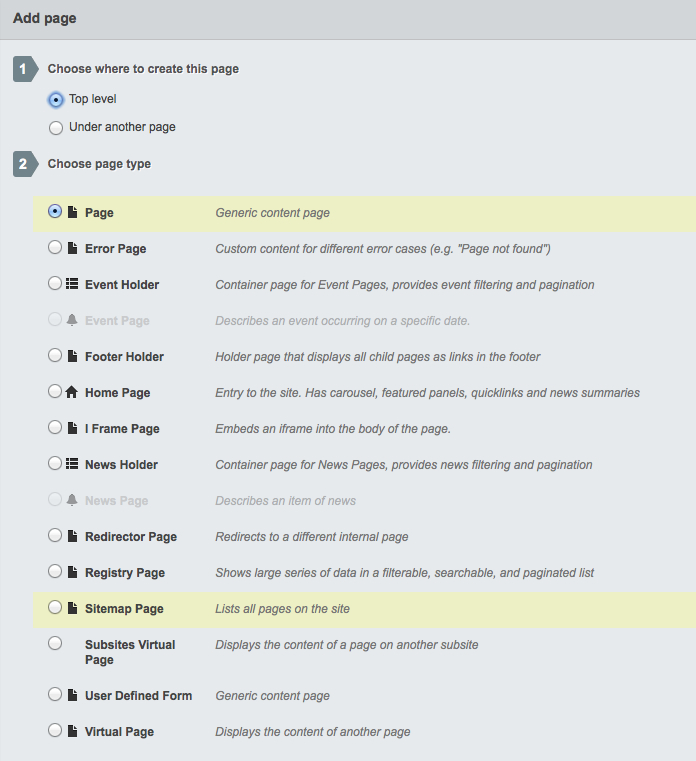 Add page
1 Choose where to create this page
Top level
Under another page
2 Choose page type
Page Generic content page
Error Page Custom content for different error cases (e.g. "Page not found")
Event Holder Container page for Event Pages, provides event filtering and pagination
Event Page Describes an event occurring on a specific date.
Footer Holder Holder page that displays all child pages as links in the footer
Home Page Entry to the site. Has carousel, featured panels, quicklinks and news summaries
I Frame Page Embeds an iframe into the body of the page.
News Holder Container page for News Pages, provides news filtering and pagination
News Page Describes an item of news
Redirector Page Redirects to a different internal page
Registry Page Shows large series of data in a filterable, searchable, and paginated list
Sitemap Page Lists all pages on the site
Subsites Virtual Displays the content of a page on another subsite
Page
User Defined Form Generic content page
Virtual Page Displays the content of another page